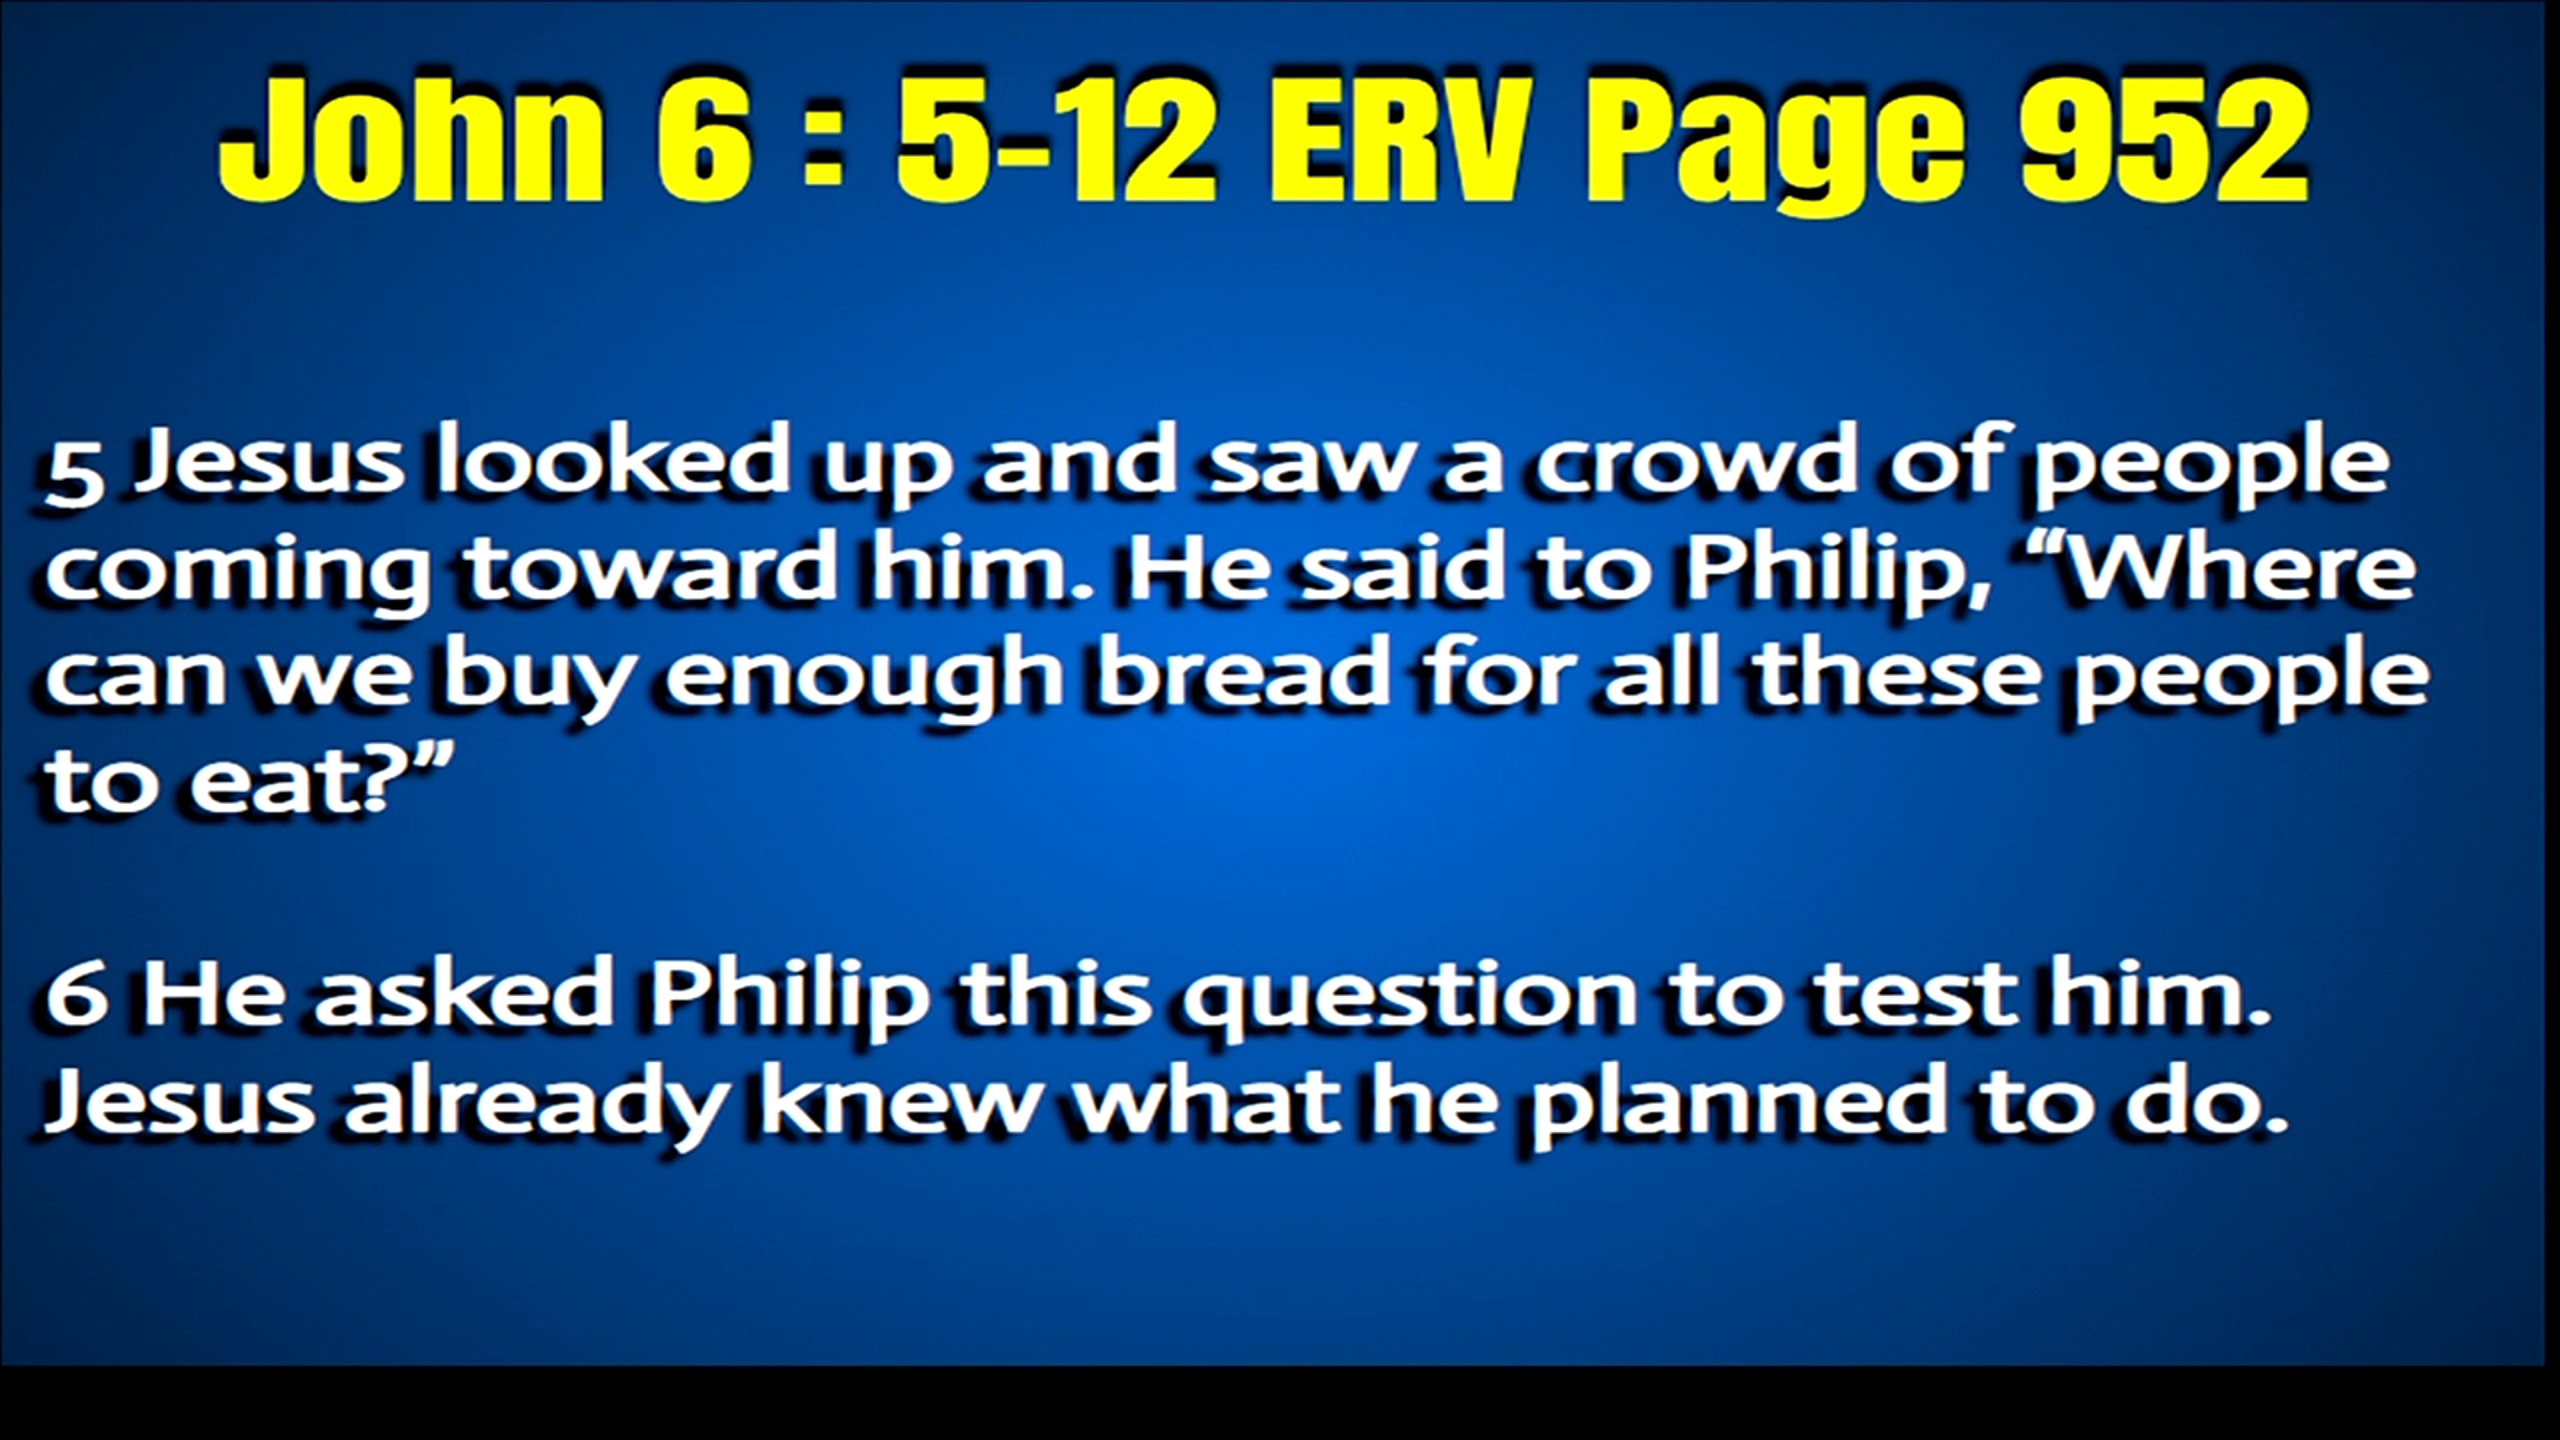 John 6 : 5-12 ERV Page 952
5 Jesus looked up and saw a crowd of people
coming toward him. He said to Philip, “Where
can we buy enough bread for all these people
to eat?”
6 He asked Philip this question to test him.
Jesus already knew what he planned to do.